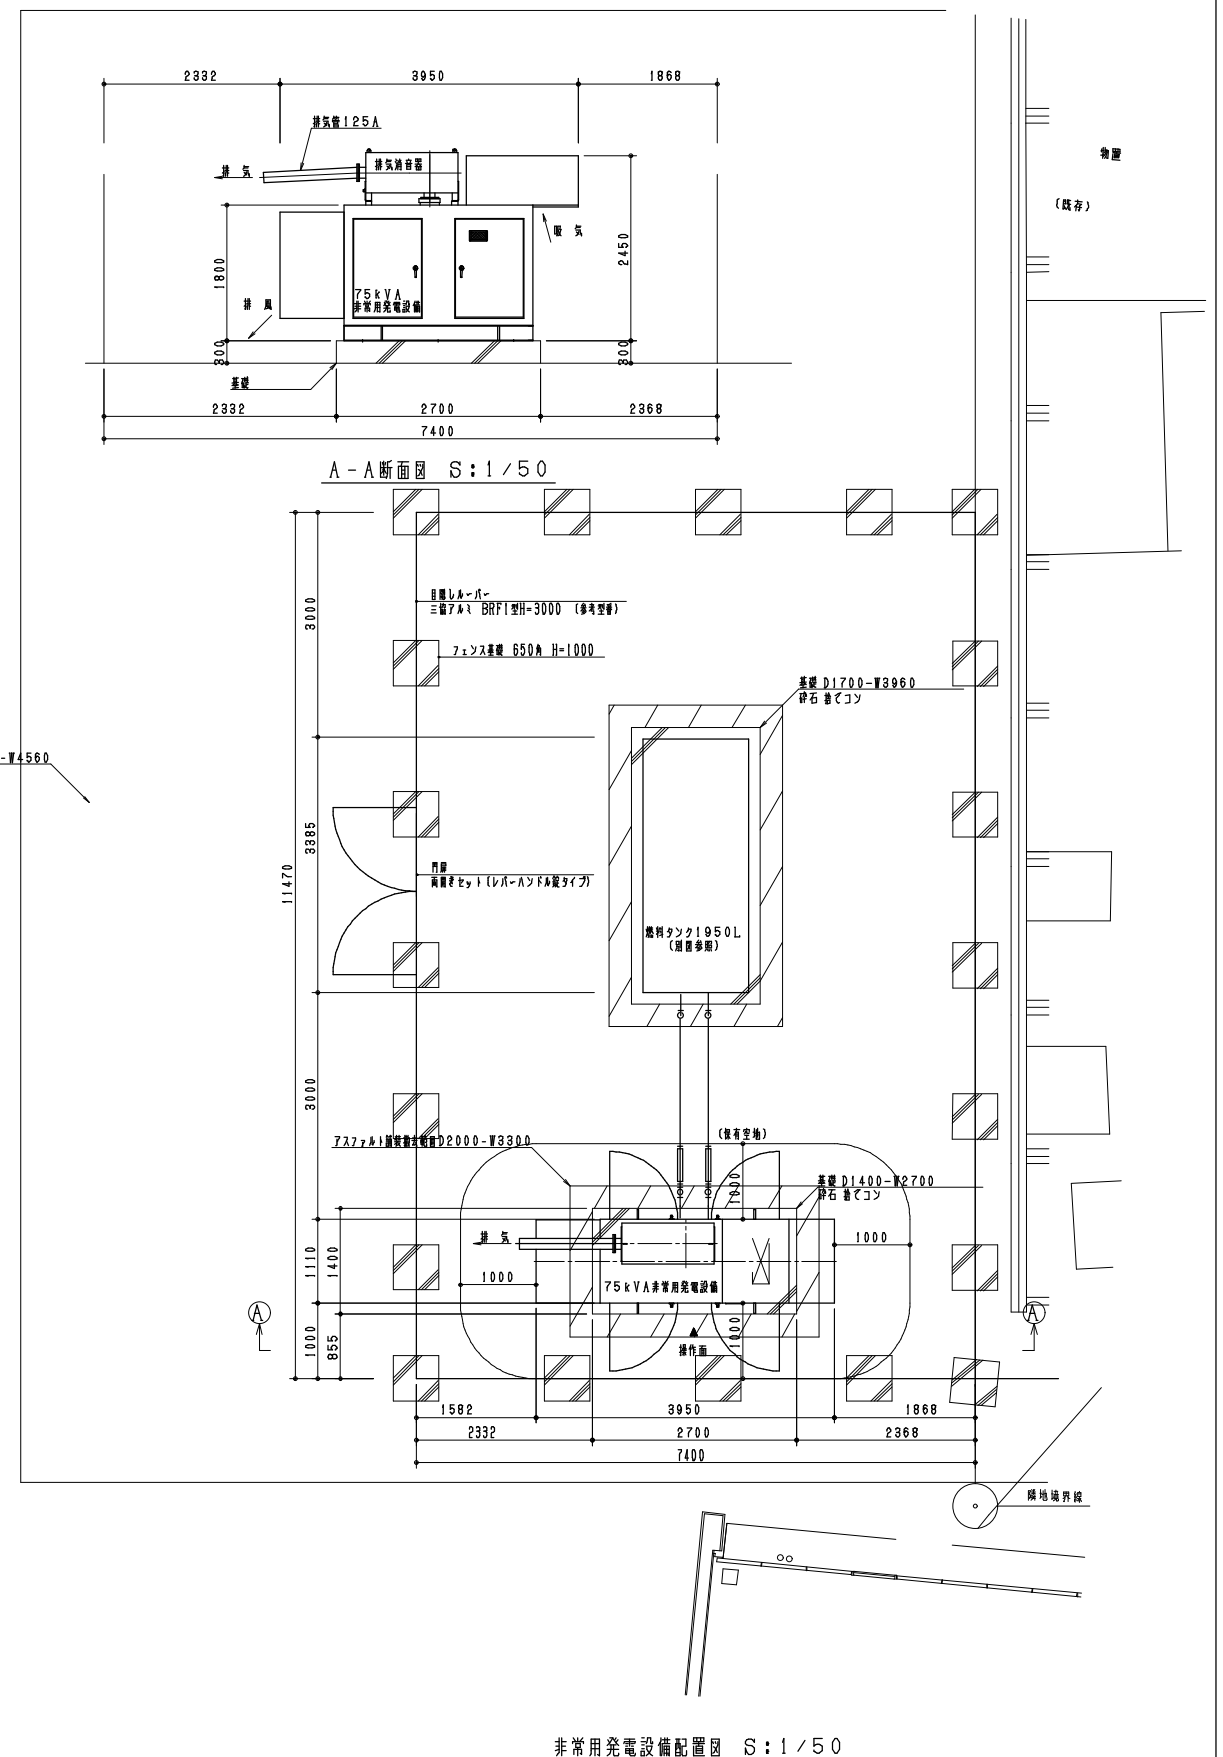 2332
3950
1868
排気管125A
排気
排気消音器
物置
(既存)
吸気
1800
2450
75kVA
非常用発電設備
排風
300
300
基礎
2332
2700
2368
7400
A-A断面図 S:1/50
3000
目隠しルーバー
三協アルミ BRF1型H=3000 (参考型番)
フェンス基礎 650角 H=1000
基礎 D1700-W3960
砕石 捨てコン
-W4560
3385
11470
門扉
両開きセット(レバーハンドル錠タイプ)
燃料タンク1950L
(別図参照)
3000
アスファルト舗装撤去範囲D2000-W3300
(保有空地)
1000
基礎 D1400-W2700
砕石 捨てコン
排気
1110
1400
1000
1000
75kVA非常用発電設備
A
A
1000
855
1000
操作面
1582
3950
1868
2332
2700
2368
7400
隣地境界線
非常用発電設備配置図 S:1/50